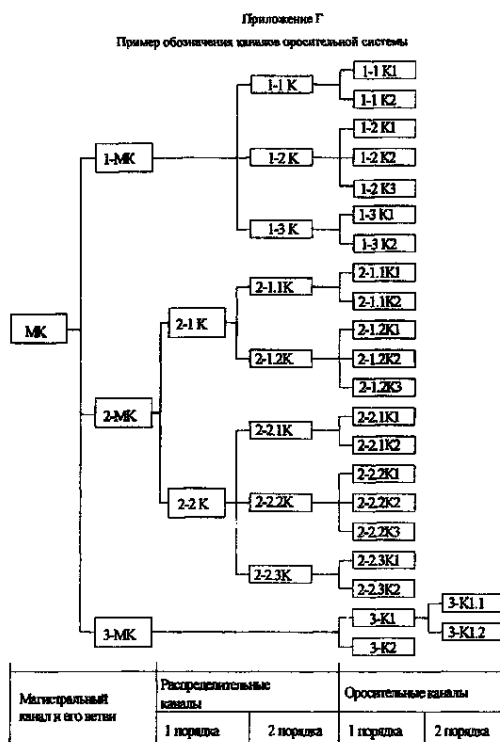 Приложение Г
Пример обозначения каналов оросительной системы
1-1 К
1-1 К1
1-1 К2
1-МК
1-2 К
1-2 К1
1-2 К2
1-2 К3
1-3 К
1-3 К1
1-3 К2
МК
2-МК
2-1 К
2-1.1К
2-1.1К1
2-1.1К2
2-1.2К
2-1.2К1
2-1.2К2
2-1.2К3
2-2 К
2-2.1К
2-2.1К1
2-2.1К2
2-2.2К
2-2.2К1
2-2.2К2
2-2.2К3
2-2.3К
2-2.3К1
2-2.3К2
3-МК
3-К1
3-К1.1
3-К1.2
3-К2
Магистральный
канал и его ветви
Распределительные
каналы
1 порядка
2 порядка
Оросительные каналы
1 порядка
2 порядка